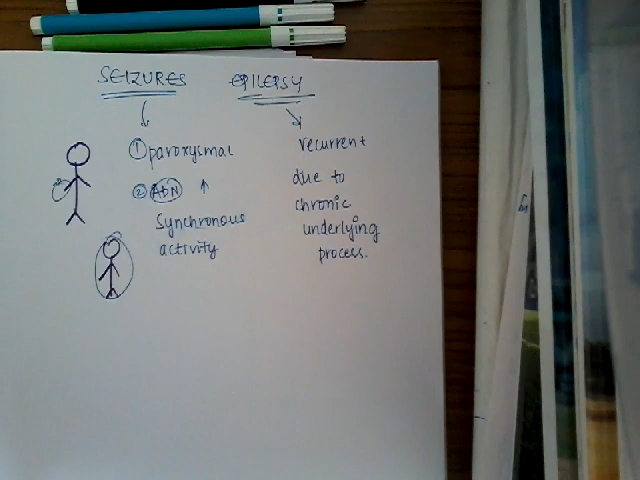 SEIZURES EPILEPSY
① paroxysmal
② AbN ↑
synchronous
activity
recurrent
due to
chronic
underlying
process.